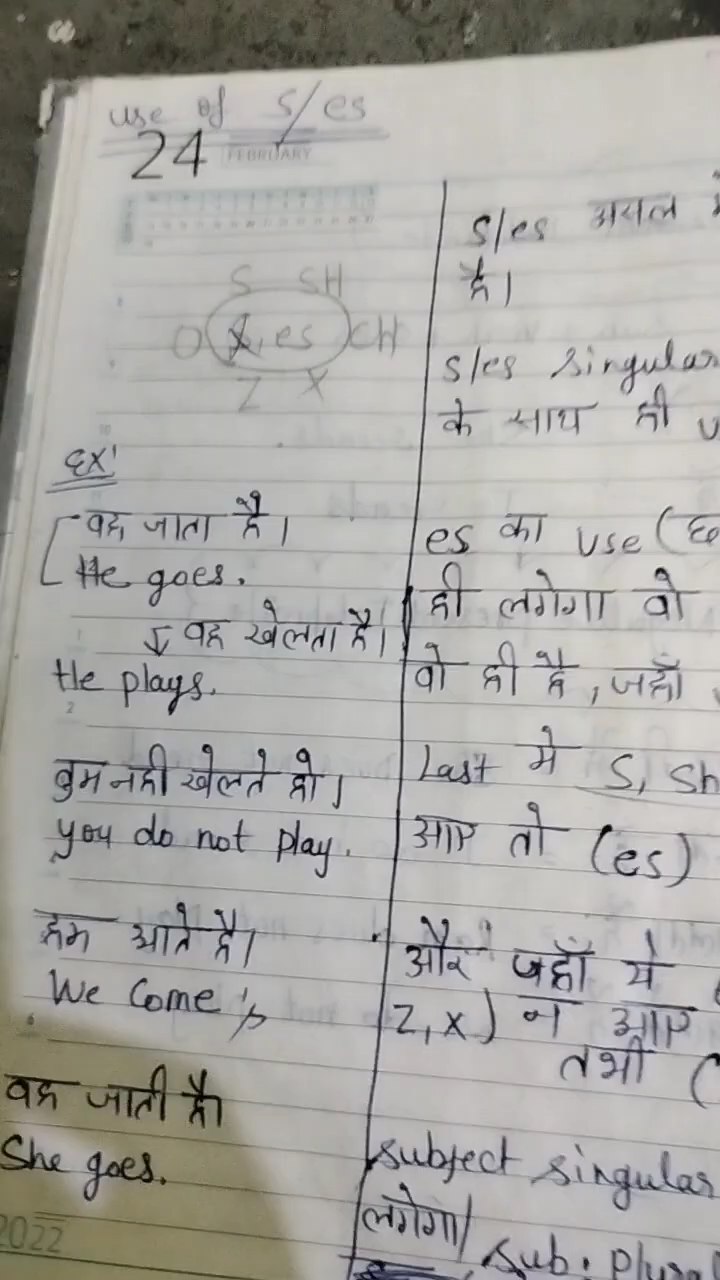 use of s/es
24 FEBRUARY
S SH
O s, es CH
Z X
Ex!
वह जाता है।
He goes.
↓ वह खेलता है।
He plays.
तुम नही खेलते हो।
you do not play.
हम आते है।
We Come
वह जाती है।
She goes.
2022
s/es
है।
s/es singular
के साथ ही
es का use (
ही लगेगा वो
वो ही है, जहाँ
Last मे S, Sh
आए तो (es)
और जहाँ ये
Z, X) न आए
तभी (
subject singular
लगेगा/
sub. plural